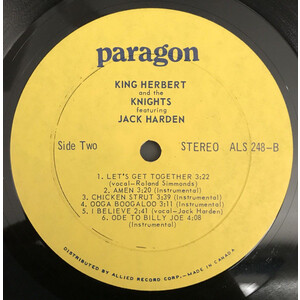 paragon
KING HERBERT
and the
KNIGHTS
featuring
JACK HARDEN
Side Two
STEREO ALS 248-B
1. LET'S GET TOGETHER 3:22
(vocal-Roland Simmonds)
2. AMEN 3:20 (Instrumental)
3. CHICKEN STRUT 3:39 (Instrumental)
4. OOGA BOOGALOO 3:11 (Instrumental)
5. I BELIEVE 2:41 (vocal-Jack Harden)
6. ODE TO BILLY JOE 4:08
(Instrumental)
DISTRIBUTED BY ALLIED RECORD CORP.-MADE IN CANADA